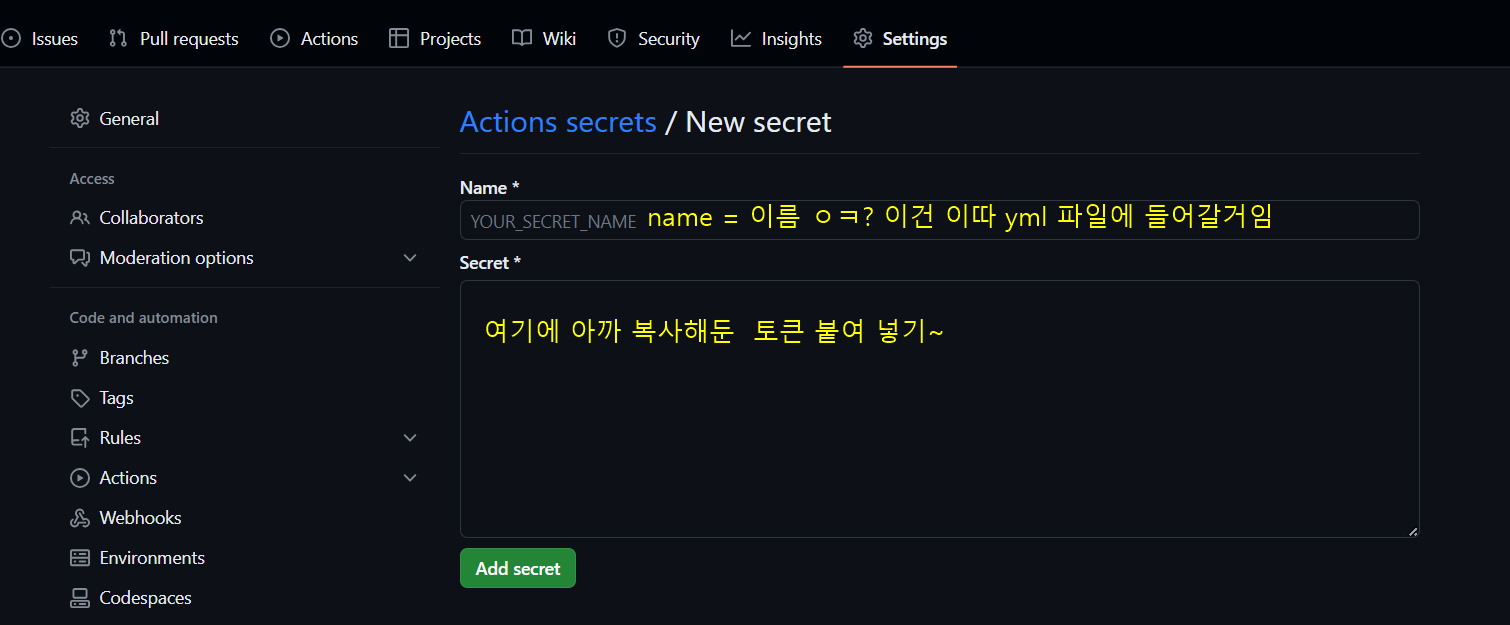 Issues Pull requests Actions Projects Wiki Security Insights Settings
General
Access
Collaborators
Moderation options
Code and automation
Branches
Tags
Rules
Actions
Webhooks
Environments
Codespaces
Actions secrets / New secret
Name *
YOUR_SECRET_NAME name = 이름 ㅇㅋ? 이건 이따 yml 파일에 들어갈거임
Secret *
여기에 아까 복사해둔 토큰 붙여 넣기~
Add secret